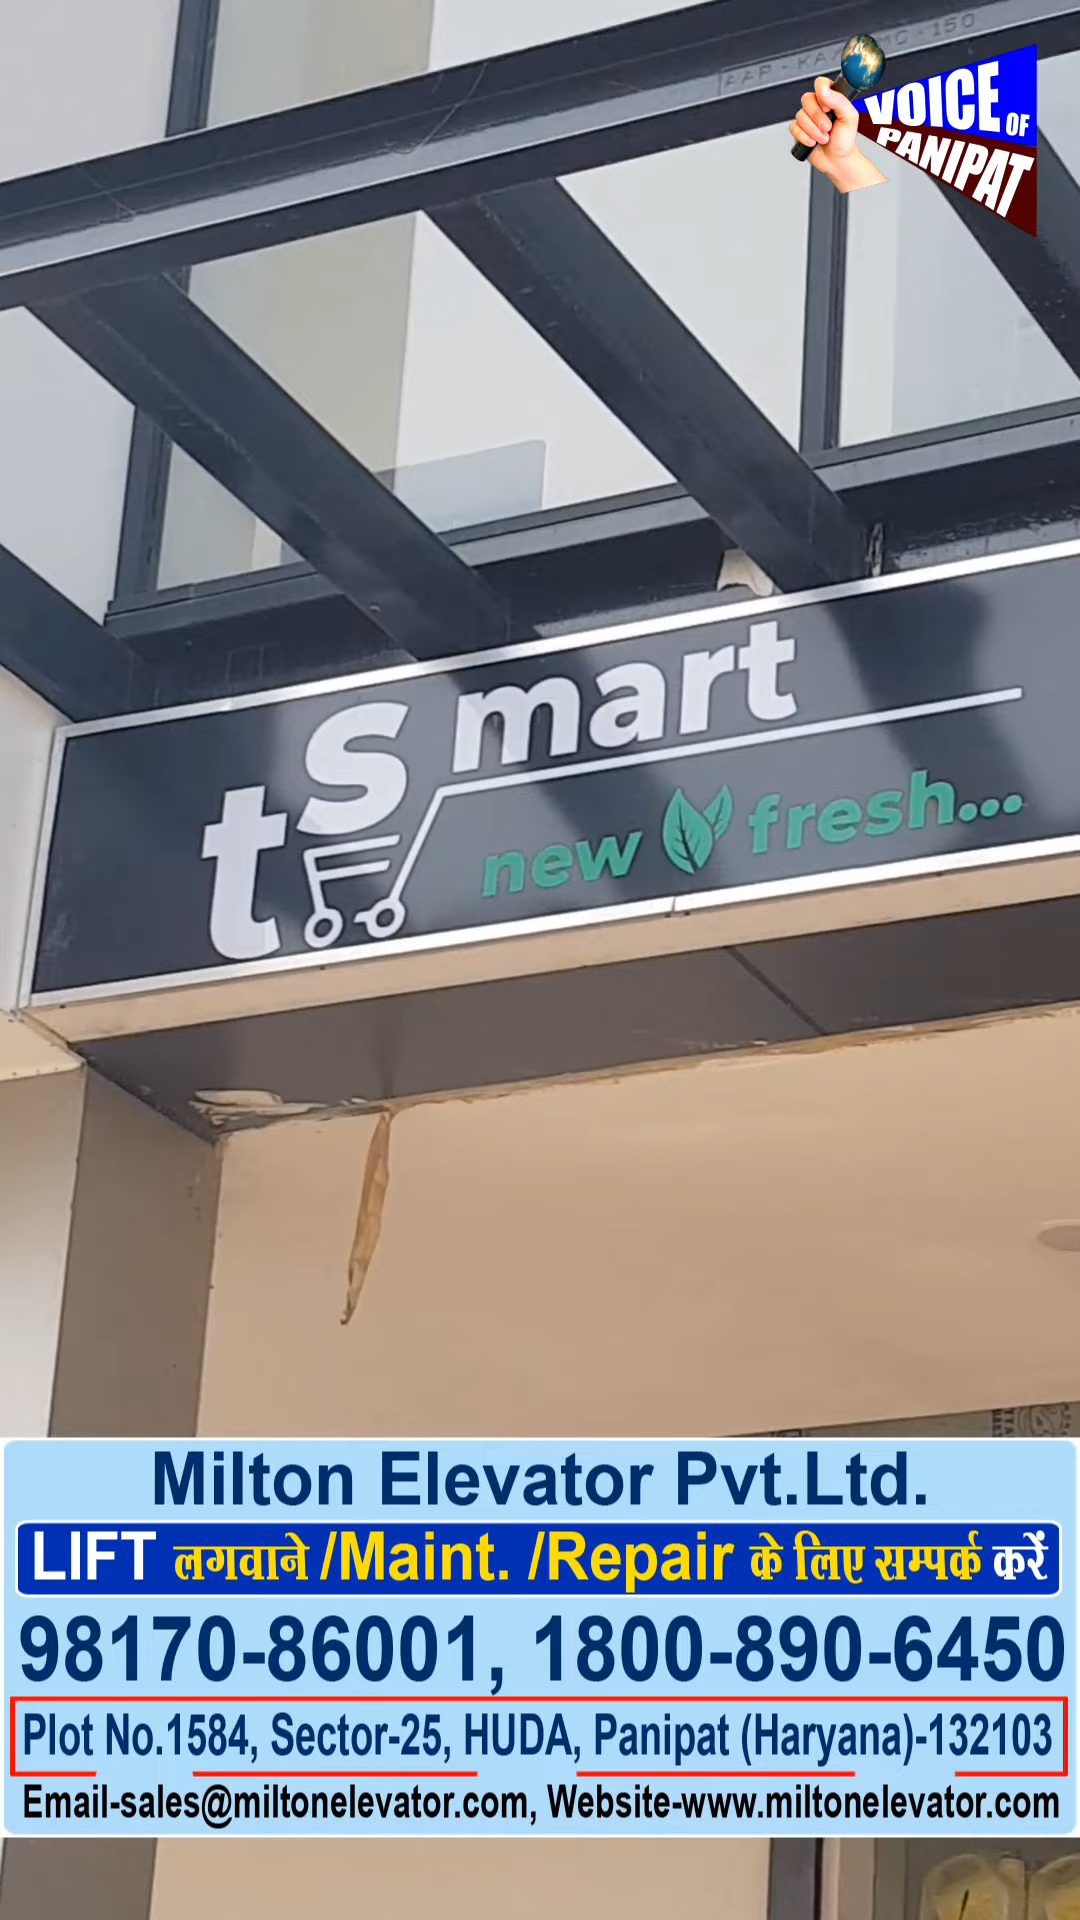 VOICE OF
PANIPAT
ts mart
new fresh...
Milton Elevator Pvt.Ltd.
LIFT लगवाने /Maint. /Repair के लिए सम्पर्क करें
98170-86001, 1800-890-6450
Plot No.1584, Sector-25, HUDA, Panipat (Haryana)-132103
Email-sales@miltonelevator.com, Website-www.miltonelevator.com